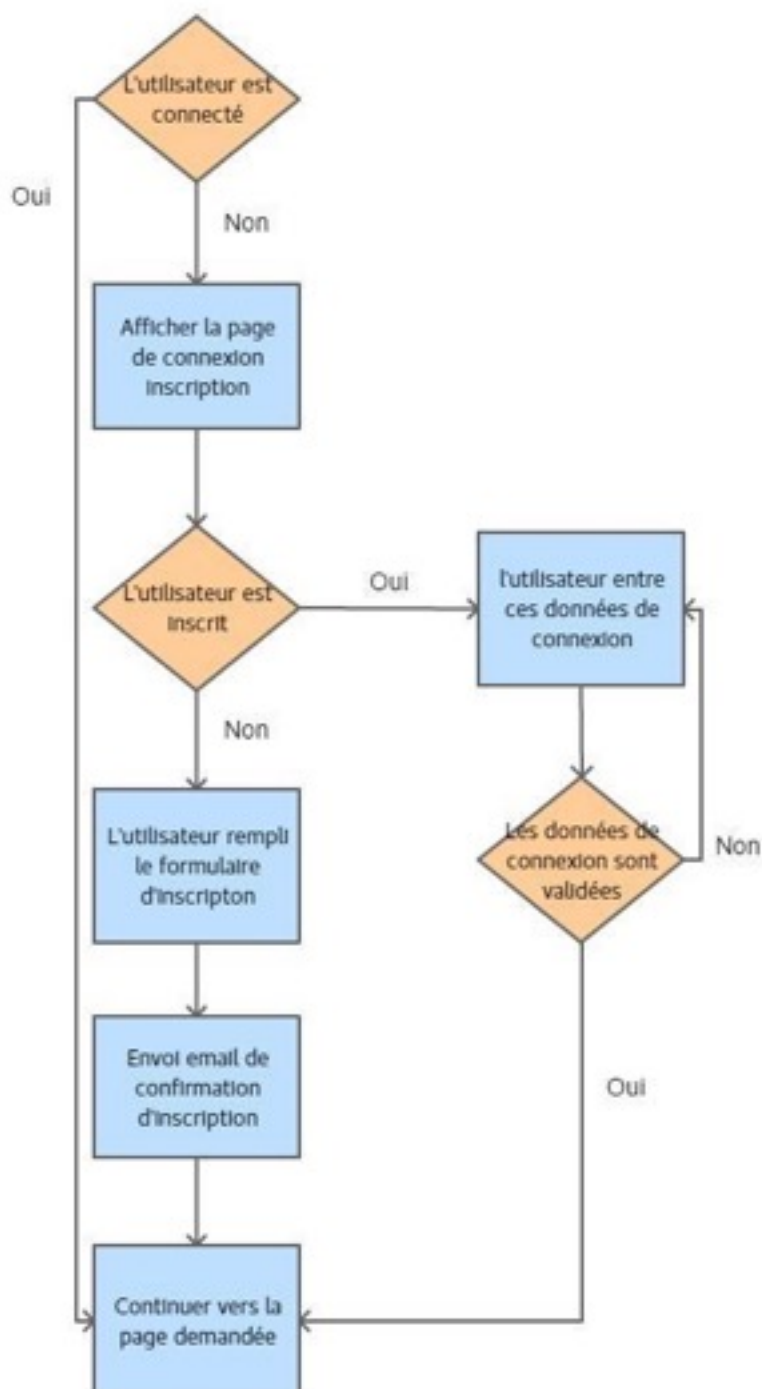 L'utilisateur est
connecté
Oui
Non
Afficher la page
de connexion
inscription
L'utilisateur est
inscrit
Oui
l'utilisateur entre
ces données de
connexion
Non
L'utilisateur rempli
le formulaire
d'inscripton
Les données de
connexion sont
validées
Non
Envoi email de
confirmation
d'inscription
Oui
Continuer vers la
page demandée